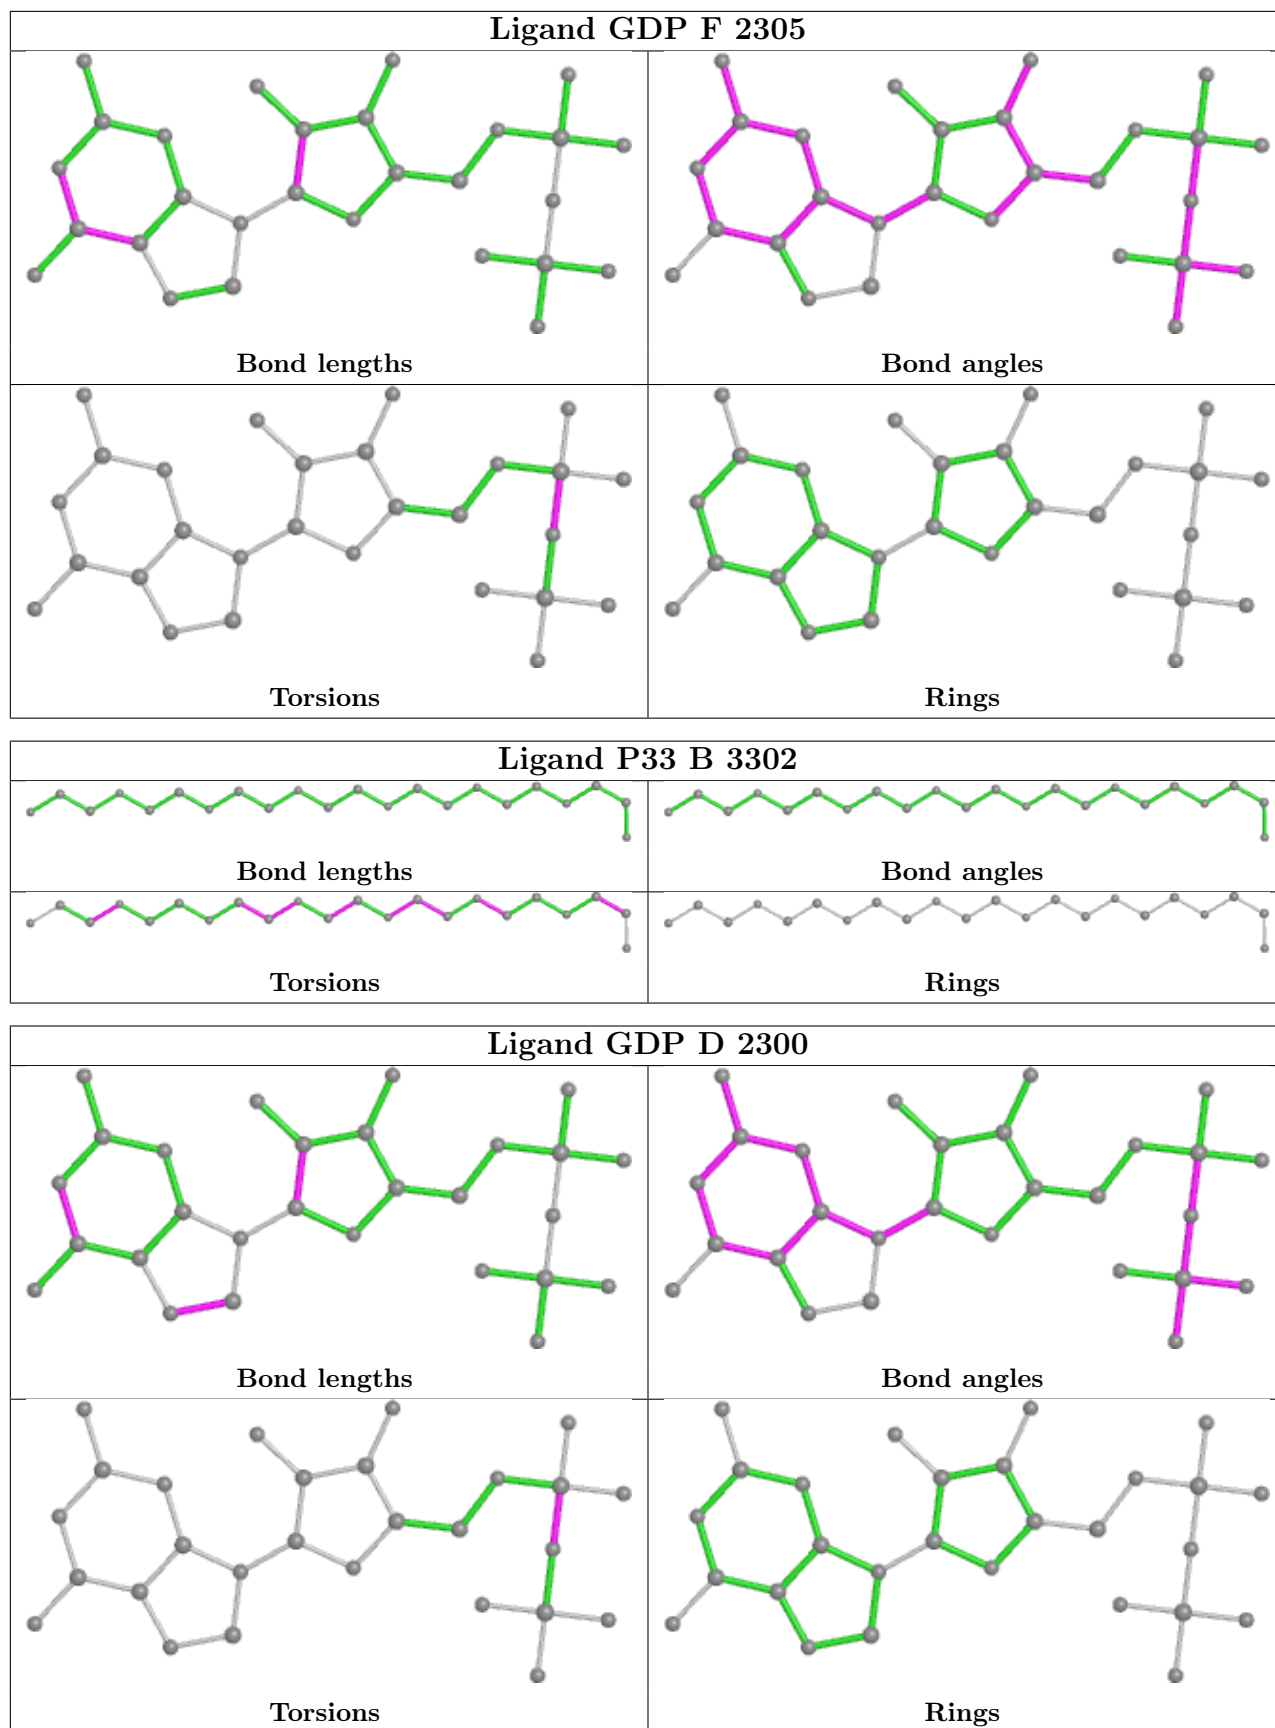 Ligand GDP F 2305
Bond lengths
Bond angles
Torsions
Rings
Ligand P33 B 3302
Bond lengths
Bond angles
Torsions
Rings
Ligand GDP D 2300
Bond lengths
Bond angles
Torsions
Rings